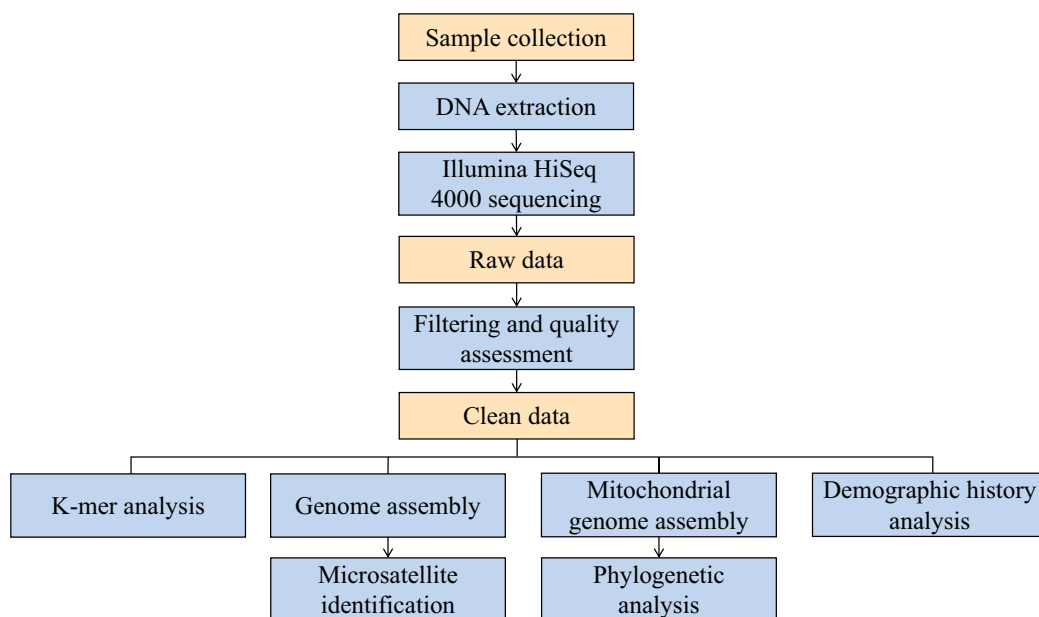 Sample collection
DNA extraction
Illumina HiSeq
4000 sequencing
Raw data
Filtering and quality
assessment
Clean data
K-mer analysis
Genome assembly
Mitochondrial
genome assembly
Demographic history
analysis
Microsatellite
identification
Phylogenetic
analysis